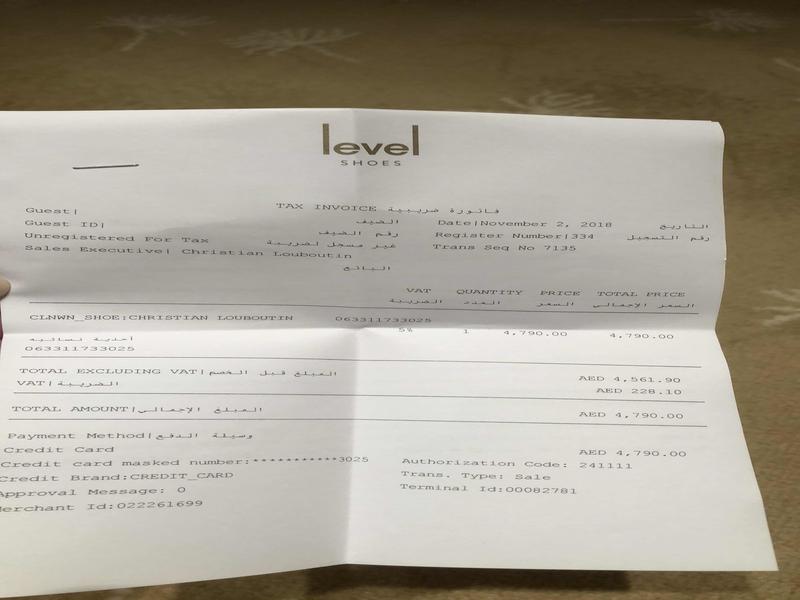 level
SHOES
TAX INVOICE فاتورة ضريبية
Guest| الضيف
Date|November 2, 2018 التاريخ
Guest ID| رقم الضيف
Register Number|334 رقم التسجيل
Unregistered For Tax غير مسجل لضريبة
Trans Seq No 7135
Sales Executive| Christian Louboutin البائع
VAT QUANTITY PRICE TOTAL PRICE
الضريبة العدد السعر السعر الإجمالي
CLNWN_SHOE:CHRISTIAN LOUBOUTIN 063311733025
5% 1 4,790.00 4,790.00
أحذية نسائيه
063311733025
TOTAL EXCLUDING VAT| المبلغ قبل الخصم AED 4,561.90
VAT| الضريبة AED 228.10
TOTAL AMOUNT| المبلغ الإجمالي AED 4,790.00
Payment Method| وسيلة الدفع
Credit Card AED 4,790.00
Credit card masked number:************3025 Authorization Code: 241111
Credit Brand:CREDIT_CARD Trans. Type: Sale
Approval Message: 0 Terminal Id:00082781
Merchant Id:022261699